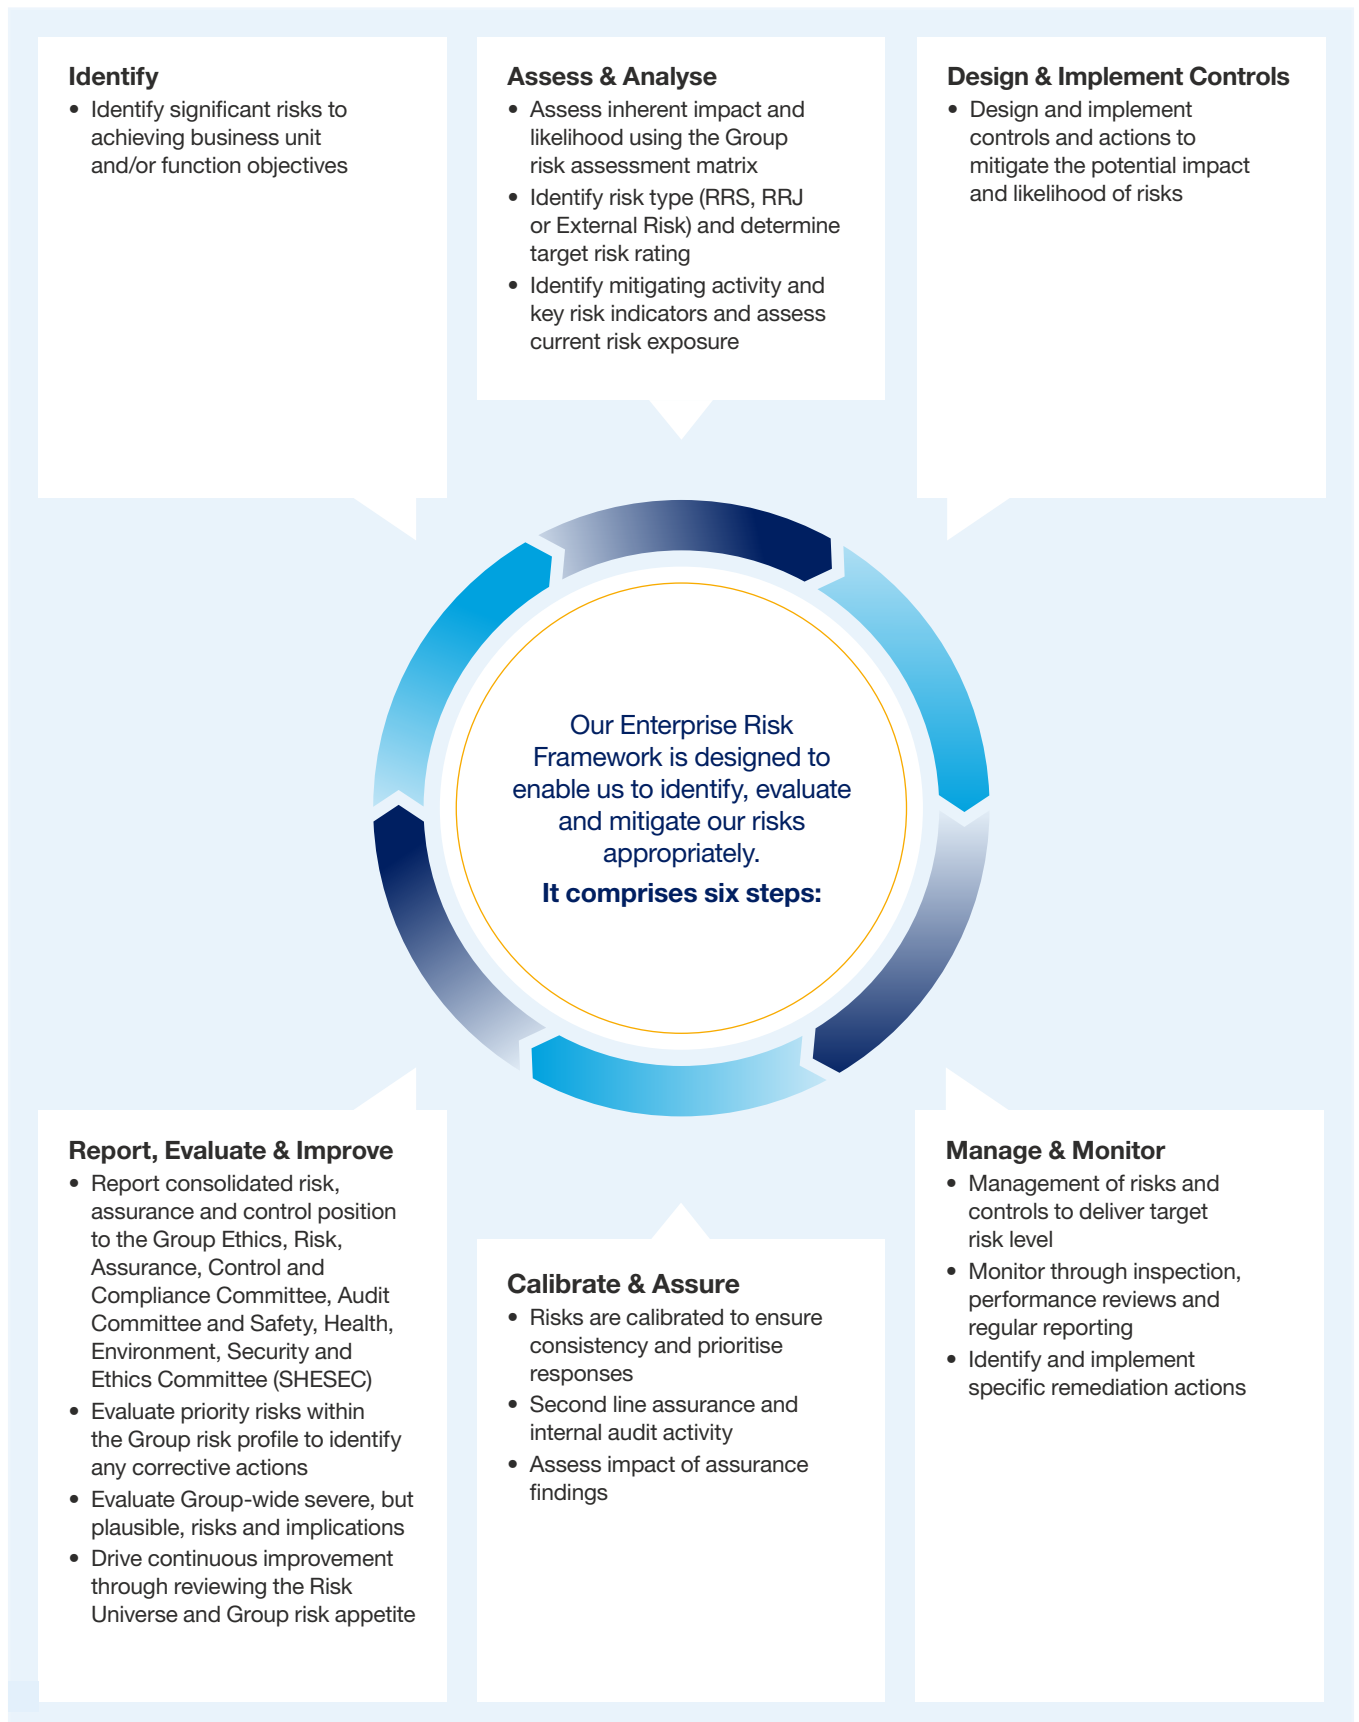 Identify
• Identify significant risks to
achieving business unit
and/or function objectives
Assess & Analyse
• Assess inherent impact and
likelihood using the Group
risk assessment matrix
• Identify risk type (RRS, RRJ
or External Risk) and determine
target risk rating
• Identify mitigating activity and
key risk indicators and assess
current risk exposure
Design & Implement Controls
• Design and implement
controls and actions to
mitigate the potential impact
and likelihood of risks
Our Enterprise Risk
Framework is designed to
enable us to identify, evaluate
and mitigate our risks
appropriately.
It comprises six steps:
Report, Evaluate & Improve
• Report consolidated risk,
assurance and control position
to the Group Ethics, Risk,
Assurance, Control and
Compliance Committee, Audit
Committee and Safety, Health,
Environment, Security and
Ethics Committee (SHESEC)
• Evaluate priority risks within
the Group risk profile to identify
any corrective actions
• Evaluate Group-wide severe, but
plausible, risks and implications
• Drive continuous improvement
through reviewing the Risk
Universe and Group risk appetite
Calibrate & Assure
• Risks are calibrated to ensure
consistency and prioritise
responses
• Second line assurance and
internal audit activity
• Assess impact of assurance
findings
Manage & Monitor
• Management of risks and
controls to deliver target
risk level
• Monitor through inspection,
performance reviews and
regular reporting
• Identify and implement
specific remediation actions